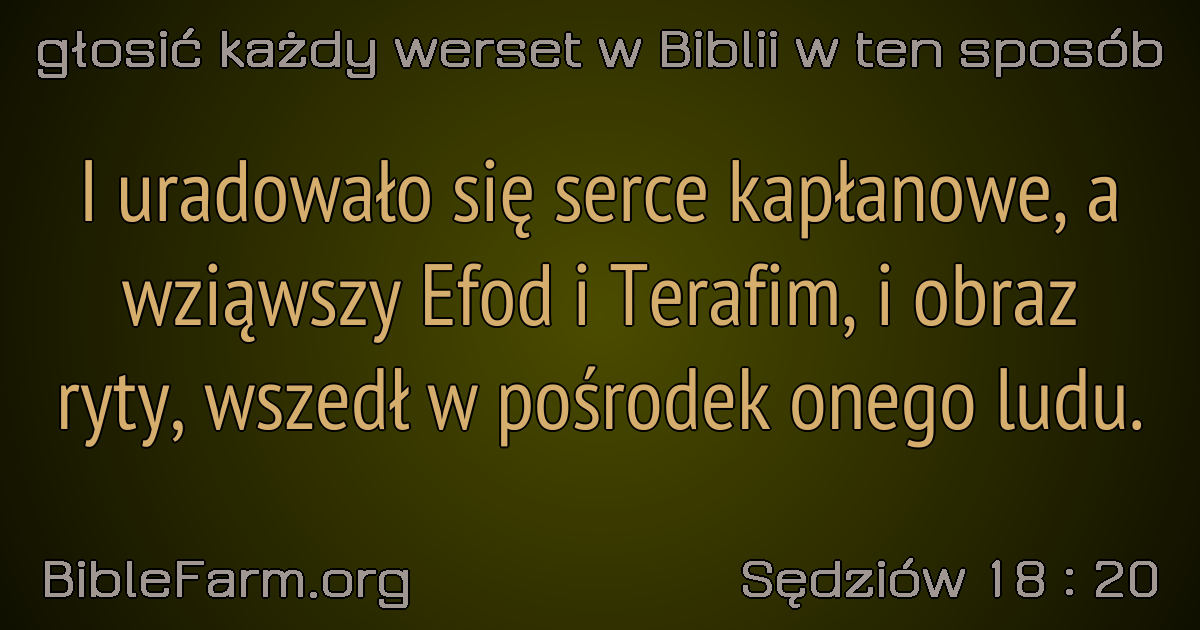 głosić każdy werset w Biblii w ten sposób
I uradowało się serce kapłanowe, a
wziąwszy Efod i Terafim, i obraz
ryty, wszedł w pośrodek onego ludu.
BibleFarm.org
Sędziów 18 : 20